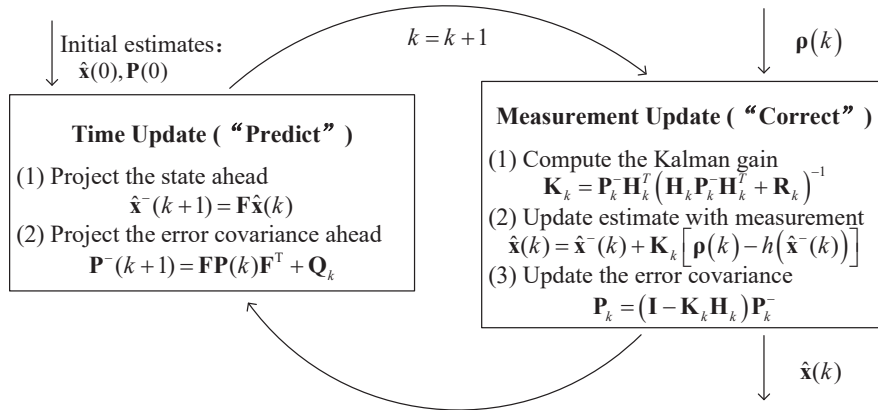 Initial estimates:
x̂(0), P(0)
k = k+1
ρ(k)
Time Update (“Predict”)
(1) Project the state ahead
x̂⁻(k+1) = Fx̂(k)
(2) Project the error covariance ahead
P⁻(k+1) = FP(k)Fᵀ + Qₖ
Measurement Update (“Correct”)
(1) Compute the Kalman gain
Kₖ = Pₖ⁻Hₖᵀ(HₖPₖ⁻Hₖᵀ + Rₖ)⁻¹
(2) Update estimate with measurement
x̂(k) = x̂⁻(k) + Kₖ[ρ(k) − h(x̂⁻(k))]
(3) Update the error covariance
Pₖ = (I − KₖHₖ)Pₖ⁻
x̂(k)